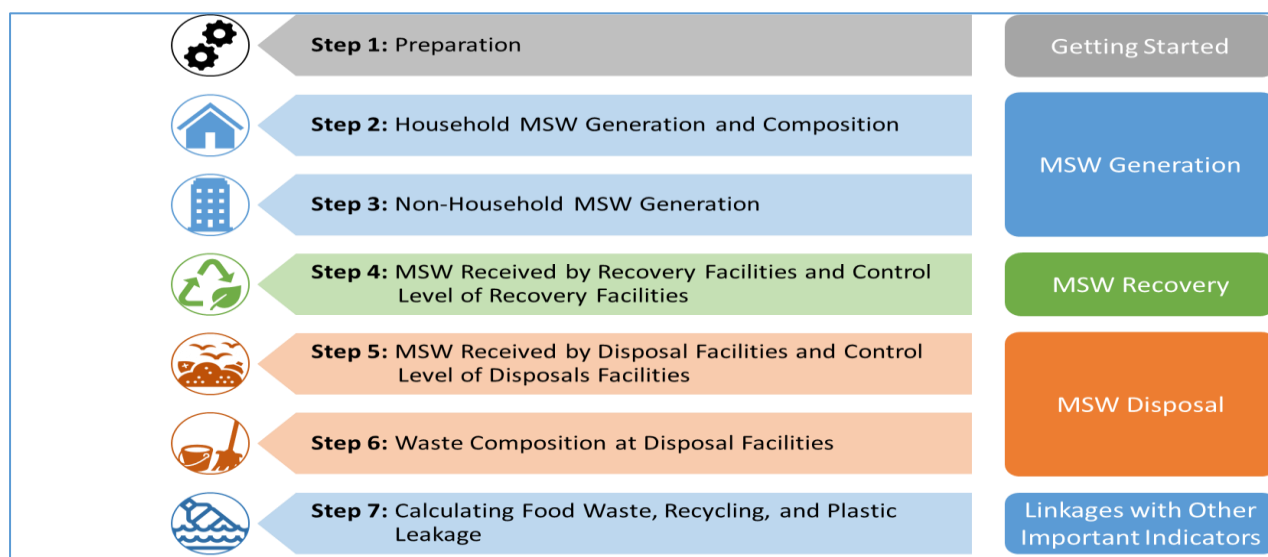 Step 1: Preparation
Getting Started
Step 2: Household MSW Generation and Composition
MSW Generation
Step 3: Non-Household MSW Generation
Step 4: MSW Received by Recovery Facilities and Control
Level of Recovery Facilities
MSW Recovery
Step 5: MSW Received by Disposal Facilities and Control
Level of Disposals Facilities
MSW Disposal
Step 6: Waste Composition at Disposal Facilities
Step 7: Calculating Food Waste, Recycling, and Plastic
Leakage
Linkages with Other
Important Indicators